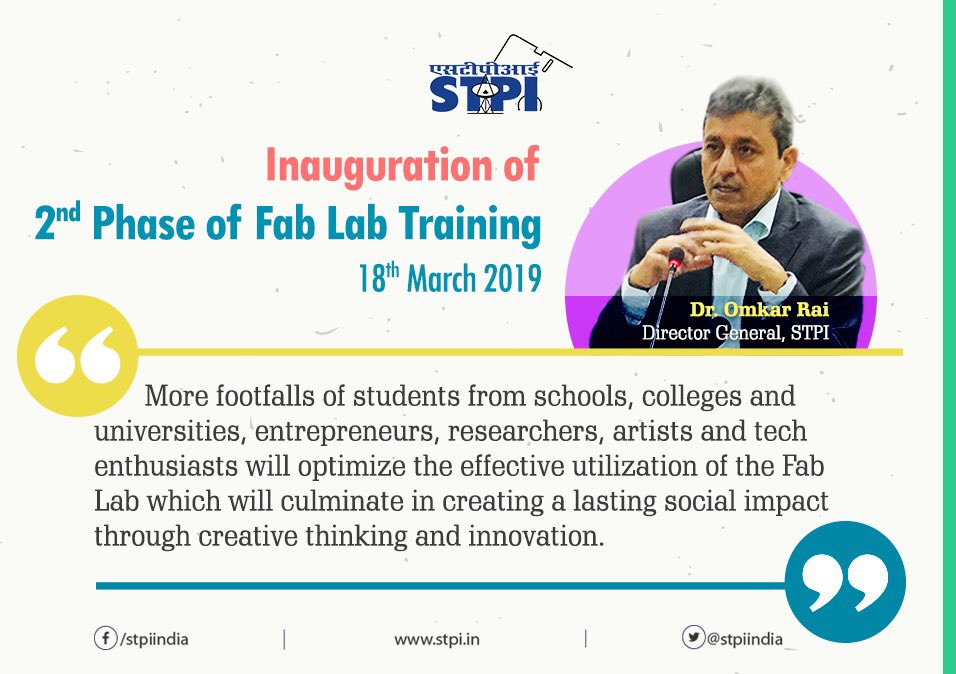 एसटीपीआई
STPI
Inauguration of
2nd Phase of Fab Lab Training
18th March 2019
Dr. Omkar Rai
Director General, STPI
“
More footfalls of students from schools, colleges and
universities, entrepreneurs, researchers, artists and tech
enthusiasts will optimize the effective utilization of the Fab
Lab which will culminate in creating a lasting social impact
through creative thinking and innovation.
”
/stpiindia | www.stpi.in | @stpiindia